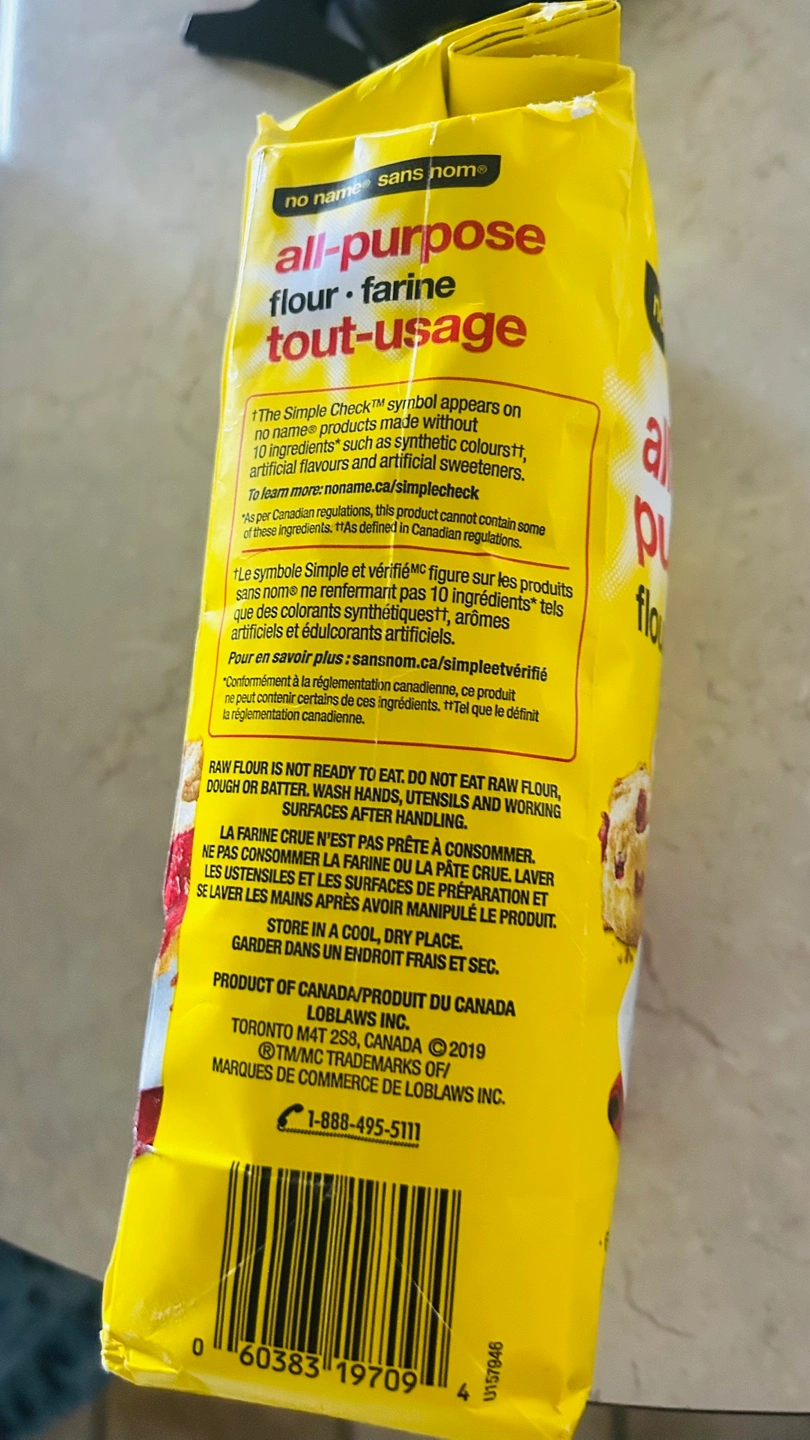 no name® sans nom®
all-purpose
flour · farine
tout-usage
†The Simple Check™ symbol appears on
no name® products made without
10 ingredients* such as synthetic colours††,
artificial flavours and artificial sweeteners.
To learn more: noname.ca/simplecheck
*As per Canadian regulations, this product cannot contain some
of these ingredients. ††As defined in Canadian regulations.
†Le symbole Simple et vérifié MC figure sur les produits
sans nom® ne renfermant pas 10 ingrédients* tels
que des colorants synthétiques††, arômes
artificiels et édulcorants artificiels.
Pour en savoir plus : sansnom.ca/simpleetvérifié
*Conformément à la réglementation canadienne, ce produit
ne peut contenir certains de ces ingrédients. ††Tel que le définit
la réglementation canadienne.
RAW FLOUR IS NOT READY TO EAT. DO NOT EAT RAW FLOUR,
DOUGH OR BATTER. WASH HANDS, UTENSILS AND WORKING
SURFACES AFTER HANDLING.
LA FARINE CRUE N'EST PAS PRÊTE À CONSOMMER.
NE PAS CONSOMMER LA FARINE OU LA PÂTE CRUE. LAVER
LES USTENSILES ET LES SURFACES DE PRÉPARATION ET
SE LAVER LES MAINS APRÈS AVOIR MANIPULÉ LE PRODUIT.
STORE IN A COOL, DRY PLACE.
GARDER DANS UN ENDROIT FRAIS ET SEC.
PRODUCT OF CANADA/PRODUIT DU CANADA
LOBLAWS INC.
TORONTO M4T 2S8, CANADA ©2019
®TM/MC TRADEMARKS OF/
MARQUES DE COMMERCE DE LOBLAWS INC.
1-888-495-5111
0 60383 19709 4
U157946
al
pu
flou